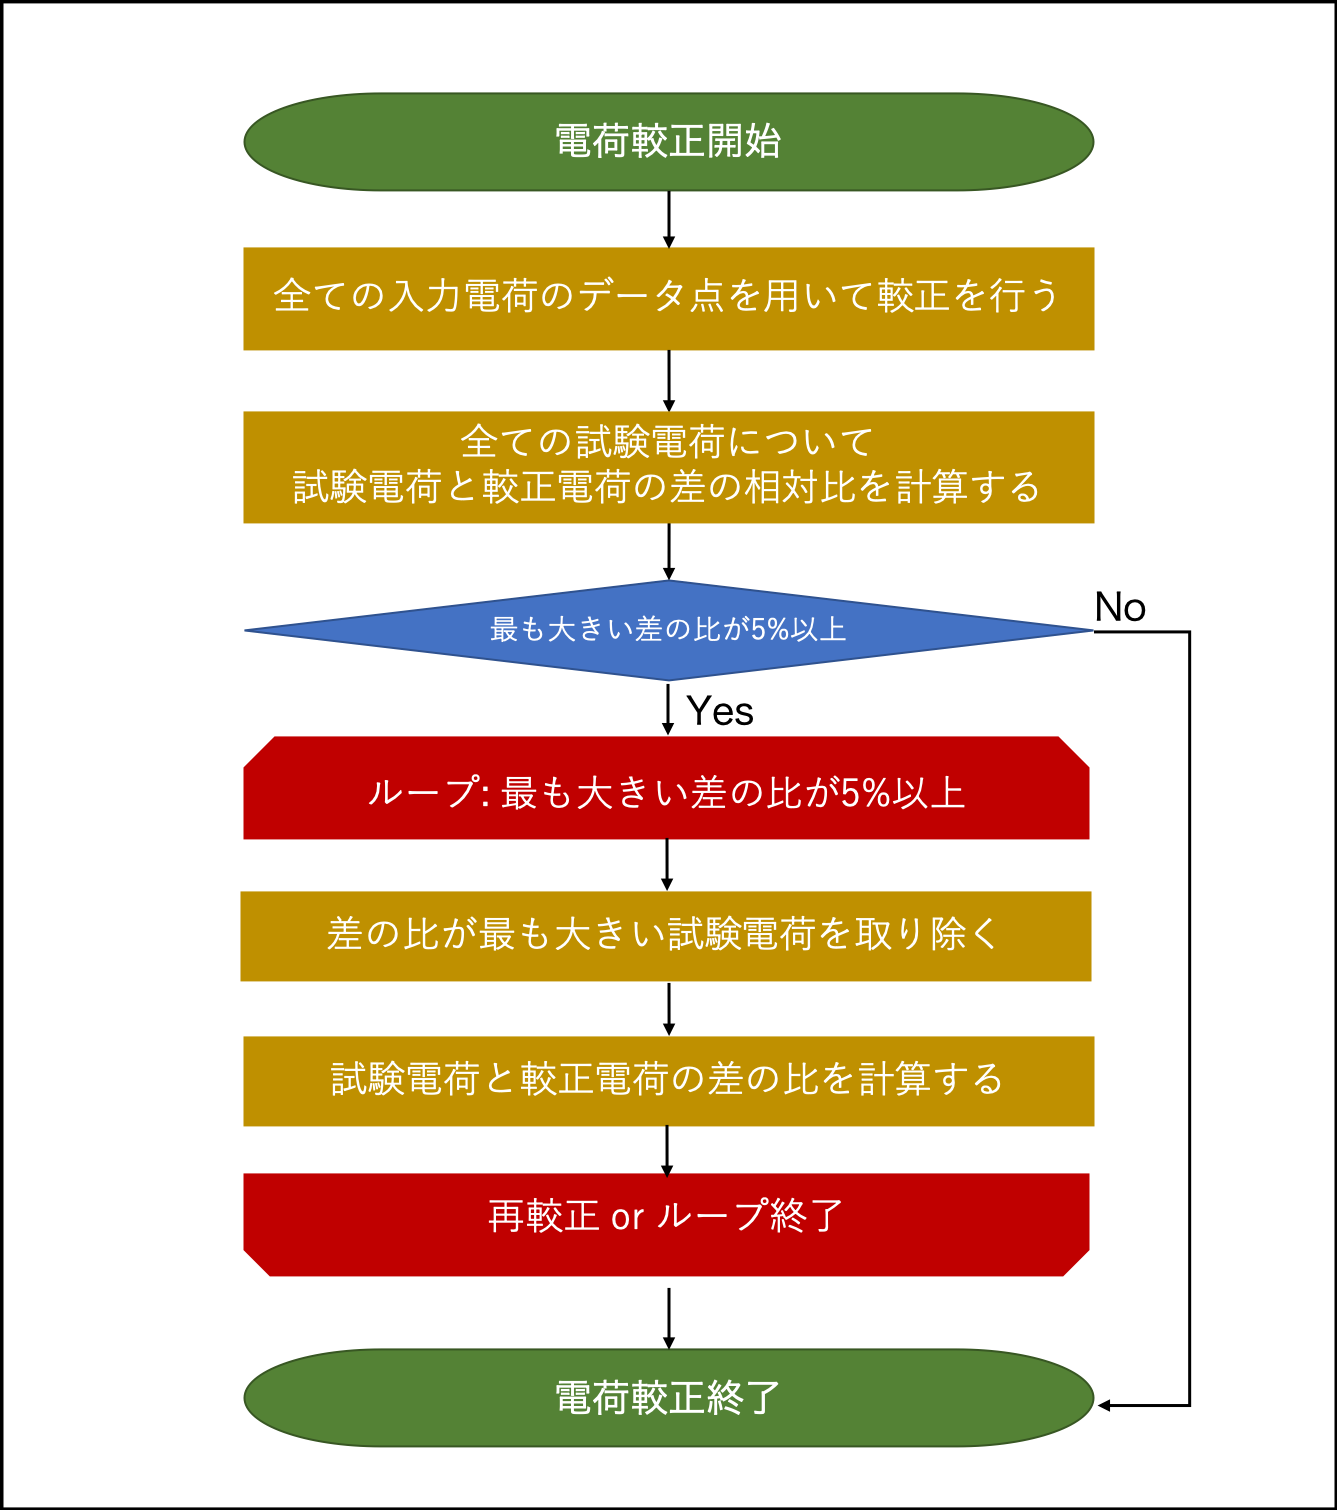 電荷較正開始
全ての入力電荷のデータ点を用いて較正を行う
全ての試験電荷について
試験電荷と較正電荷の差の相対比を計算する
最も大きい差の比が5%以上
No
Yes
ループ: 最も大きい差の比が5%以上
差の比が最も大きい試験電荷を取り除く
試験電荷と較正電荷の差の比を計算する
再較正 or ループ終了
電荷較正終了